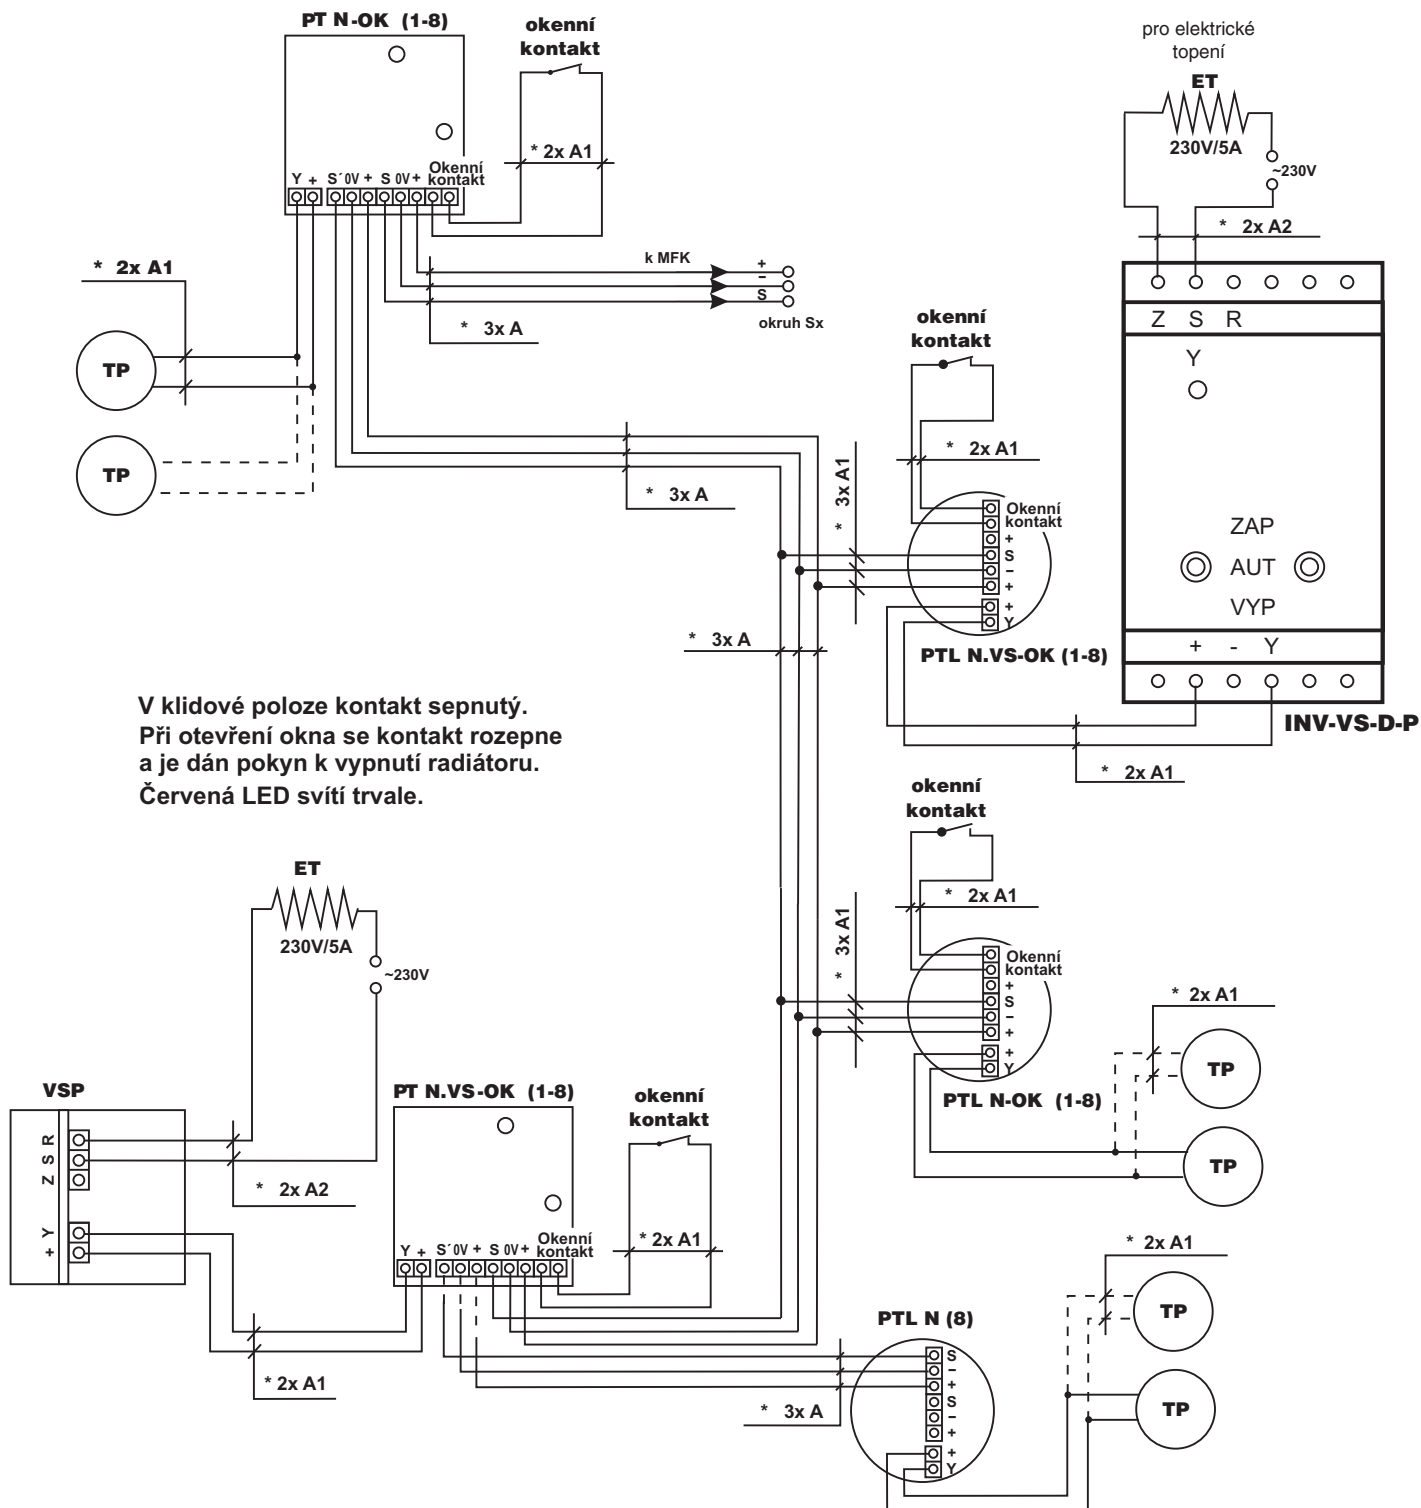 PT N-OK (1-8)
okenní
kontakt
pro elektrické
topení
ET
230V/5A
~230V
* 2x A2
* 2x A1
Okenní
kontakt
Y + S´ 0V + S 0V +
* 2x A1
k MFK
+
–
S
okruh Sx
* 3x A
TP
TP
* 3x A
okenní
kontakt
* 2x A1
* 3x A1
Okenní
kontakt
+
S
–
+
+
Y
PTL N.VS-OK (1-8)
* 3x A
Z S R
Y
ZAP
AUT
VYP
+ - Y
INV-VS-D-P
* 2x A1
V klidové poloze kontakt sepnutý.
Při otevření okna se kontakt rozepne
a je dán pokyn k vypnutí radiátoru.
Červená LED svítí trvale.
okenní
kontakt
* 2x A1
* 3x A1
Okenní
kontakt
+
S
–
+
+
Y
PTL N-OK (1-8)
* 2x A1
TP
TP
ET
230V/5A
~230V
VSP
R
S
Z
Y
+
* 2x A2
* 2x A1
PT N.VS-OK (1-8)
okenní
kontakt
* 2x A1
Okenní
kontakt
Y + S´ 0V + S 0V +
PTL N (8)
S
–
+
S
–
+
+
Y
* 3x A
* 2x A1
TP
TP